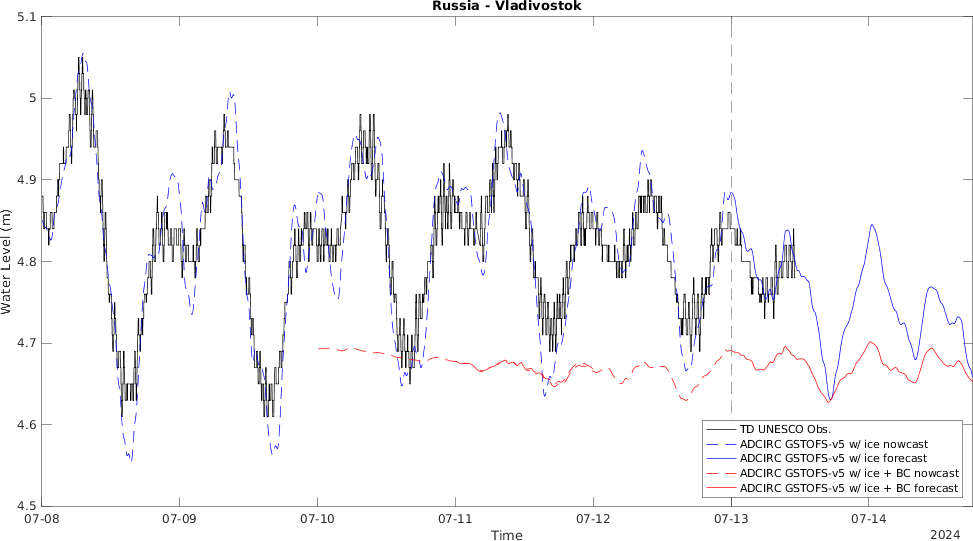 Russia - Vladivostok
5.1
5
4.9
4.8
4.7
4.6
4.5
Water Level (m)
TD UNESCO Obs.
ADCIRC GSTOFS-v5 w/ ice nowcast
ADCIRC GSTOFS-v5 w/ ice forecast
ADCIRC GSTOFS-v5 w/ ice + BC nowcast
ADCIRC GSTOFS-v5 w/ ice + BC forecast
07-08 07-09 07-10 07-11 07-12 07-13 07-14
Time
2024